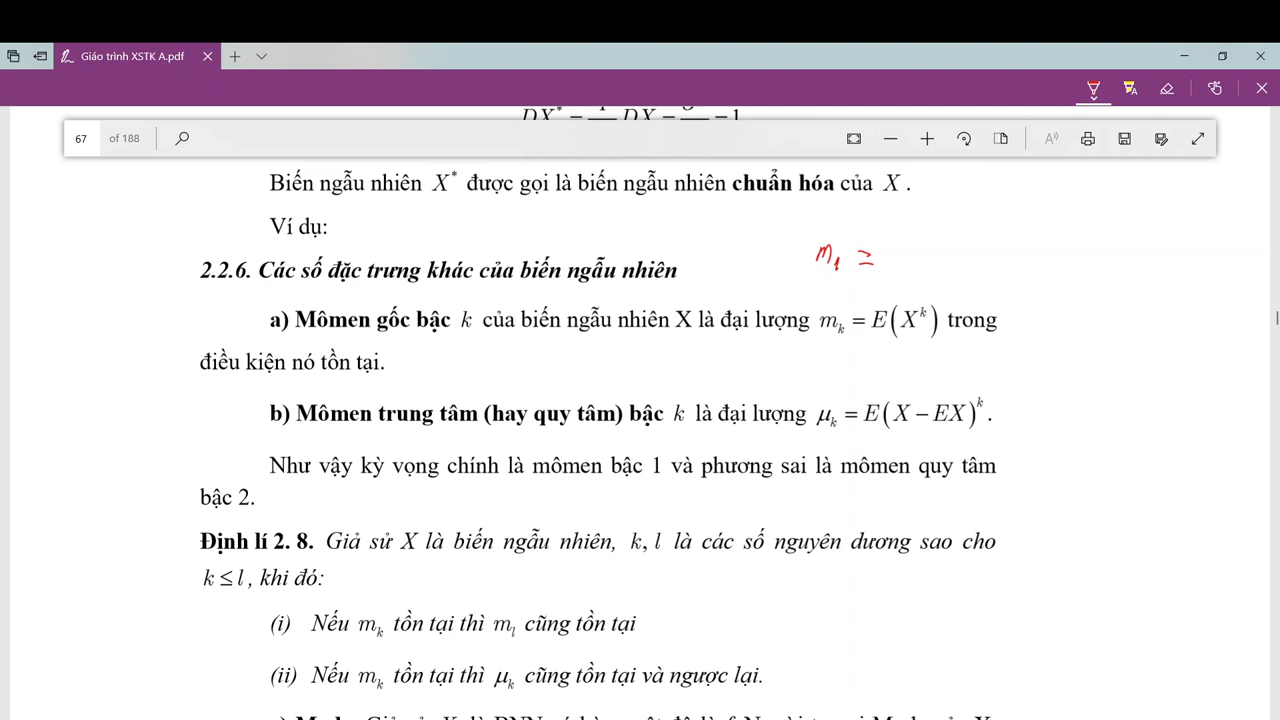 Giáo trình XSTK A.pdf
67 of 188
Biến ngẫu nhiên X* được gọi là biến ngẫu nhiên chuẩn hóa của X .
Ví dụ:
m₁ =
2.2.6. Các số đặc trưng khác của biến ngẫu nhiên
a) Mômen gốc bậc k của biến ngẫu nhiên X là đại lượng mₖ = E(Xᵏ) trong
điều kiện nó tồn tại.
b) Mômen trung tâm (hay quy tâm) bậc k là đại lượng μₖ = E(X − EX)ᵏ.
Như vậy kỳ vọng chính là mômen bậc 1 và phương sai là mômen quy tâm
bậc 2.
Định lí 2. 8. Giả sử X là biến ngẫu nhiên, k, l là các số nguyên dương sao cho
k ≤ l , khi đó:
(i) Nếu mₖ tồn tại thì mₗ cũng tồn tại
(ii) Nếu mₖ tồn tại thì μₖ cũng tồn tại và ngược lại.